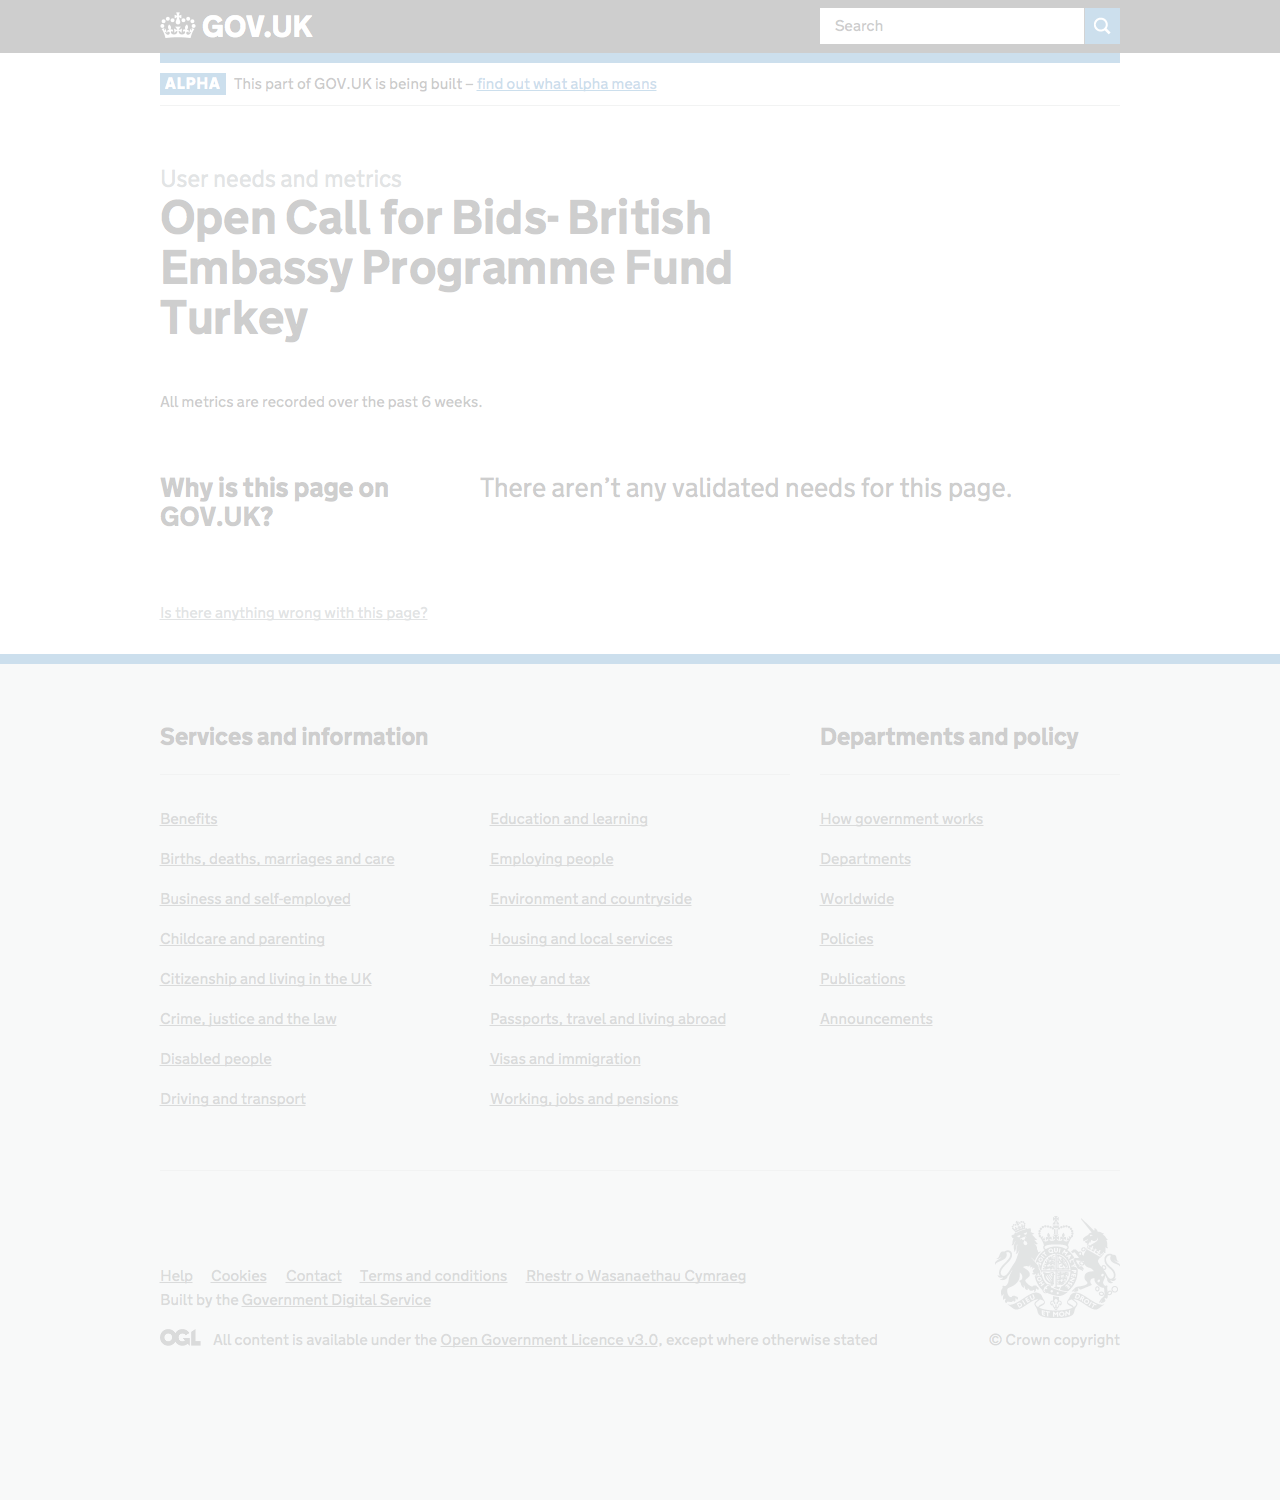 GOV.UK
Search
ALPHA This part of GOV.UK is being built – find out what alpha means
User needs and metrics
Open Call for Bids- British
Embassy Programme Fund
Turkey
All metrics are recorded over the past 6 weeks.
Why is this page on
GOV.UK?
There aren’t any validated needs for this page.
Is there anything wrong with this page?
Services and information
Benefits
Births, deaths, marriages and care
Business and self-employed
Childcare and parenting
Citizenship and living in the UK
Crime, justice and the law
Disabled people
Driving and transport
Education and learning
Employing people
Environment and countryside
Housing and local services
Money and tax
Passports, travel and living abroad
Visas and immigration
Working, jobs and pensions
Departments and policy
How government works
Departments
Worldwide
Policies
Publications
Announcements
Help Cookies Contact Terms and conditions Rhestr o Wasanaethau Cymraeg
Built by the Government Digital Service
OGL All content is available under the Open Government Licence v3.0, except where otherwise stated
© Crown copyright